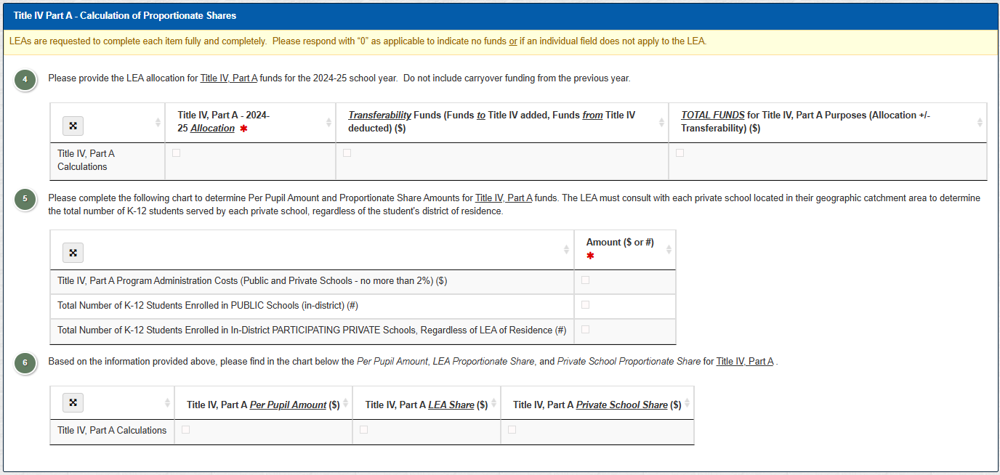 Title IV Part A - Calculation of Proportionate Shares
LEAs are requested to complete each item fully and completely.  Please respond with “0” as applicable to indicate no funds or if an individual field does not apply to the LEA.
4
Please provide the LEA allocation for Title IV, Part A funds for the 2024-25 school year.  Do not include carryover funding from the previous year.
Title IV, Part A - 2024-
25 Allocation *
Transferability Funds (Funds to Title IV added, Funds from Title IV
deducted) ($)
TOTAL FUNDS for Title IV, Part A Purposes (Allocation +/-
Transferability) ($)
Title IV, Part A
Calculations
5
Please complete the following chart to determine Per Pupil Amount and Proportionate Share Amounts for Title IV, Part A funds. The LEA must consult with each private school located in their geographic catchment area to determine
the total number of K-12 students served by each private school, regardless of the student's district of residence.
Amount ($ or #)
*
Title IV, Part A Program Administration Costs (Public and Private Schools - no more than 2%) ($)
Total Number of K-12 Students Enrolled in PUBLIC Schools (in-district) (#)
Total Number of K-12 Students Enrolled in In-District PARTICIPATING PRIVATE Schools, Regardless of LEA of Residence (#)
6
Based on the information provided above, please find in the chart below the Per Pupil Amount, LEA Proportionate Share, and Private School Proportionate Share for Title IV, Part A .
Title IV, Part A Per Pupil Amount ($)
Title IV, Part A LEA Share ($)
Title IV, Part A Private School Share ($)
Title IV, Part A Calculations